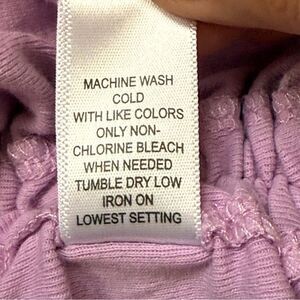 MACHINE WASH
COLD
WITH LIKE COLORS
ONLY NON-
CHLORINE BLEACH
WHEN NEEDED
TUMBLE DRY LOW
IRON ON
LOWEST SETTING